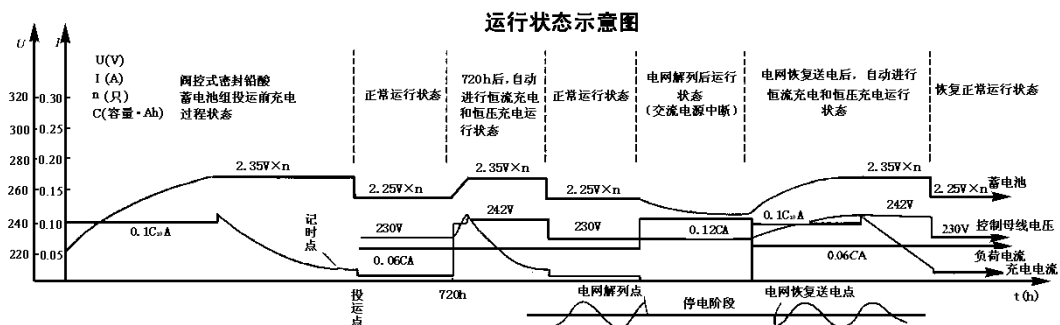 运行状态示意图
U
I
U(V)
I (A)
n (只)
C(容量·Ah)
阀控式密封铅酸
蓄电池组投运前充电
过程状态
正常运行状态
720h后,自动
进行恒流充电
和恒压充电运
行状态
正常运行状态
电网解列后运行
状态
(交流电源中断)
电网恢复送电后,自动进行
恒流充电和恒压充电运行
状态
恢复正常运行状态
320
0.30
300
0.25
280
0.20
260
0.15
240
0.10
220
0.05
2.35V×n
2.25V×n
2.35V×n
2.25V×n
2.35V×n
2.25V×n
蓄电池
0.1C₁₀A
记时点
230V
242V
230V
0.12CA
0.1C₁₀A
242V
230V
控制母线电压
0.06CA
0.06CA
负荷电流
充电电流
t(h)
投运点
720h
电网解列点
停电阶段
电网恢复送电点